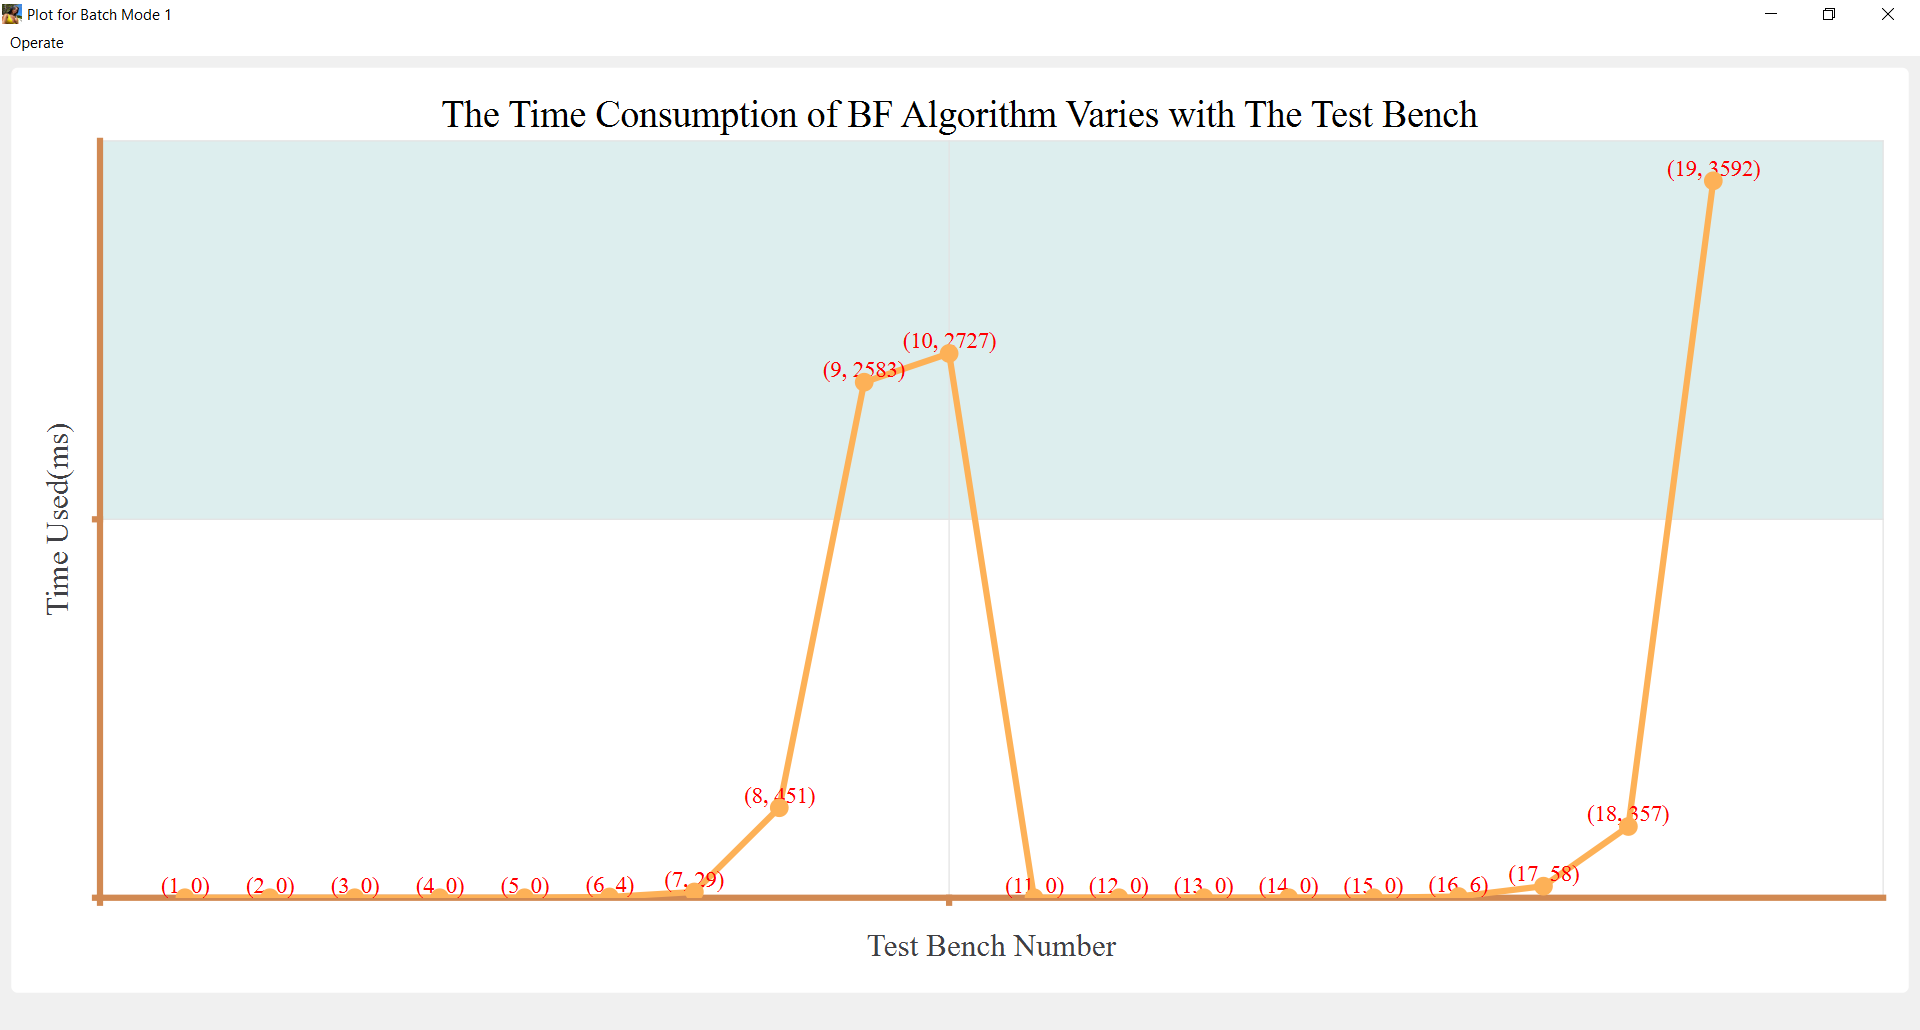 Plot for Batch Mode 1
Operate
The Time Consumption of BF Algorithm Varies with The Test Bench
(19, 3592)
(10, 2727)
(9, 2583)
Time Used(ms)
(8, 451)
(18, 357)
(1, 0) (2, 0) (3, 0) (4, 0) (5, 0) (6, 4) (7, 29) (11, 0) (12, 0) (13, 0) (14, 0) (15, 0) (16, 6) (17, 58)
Test Bench Number